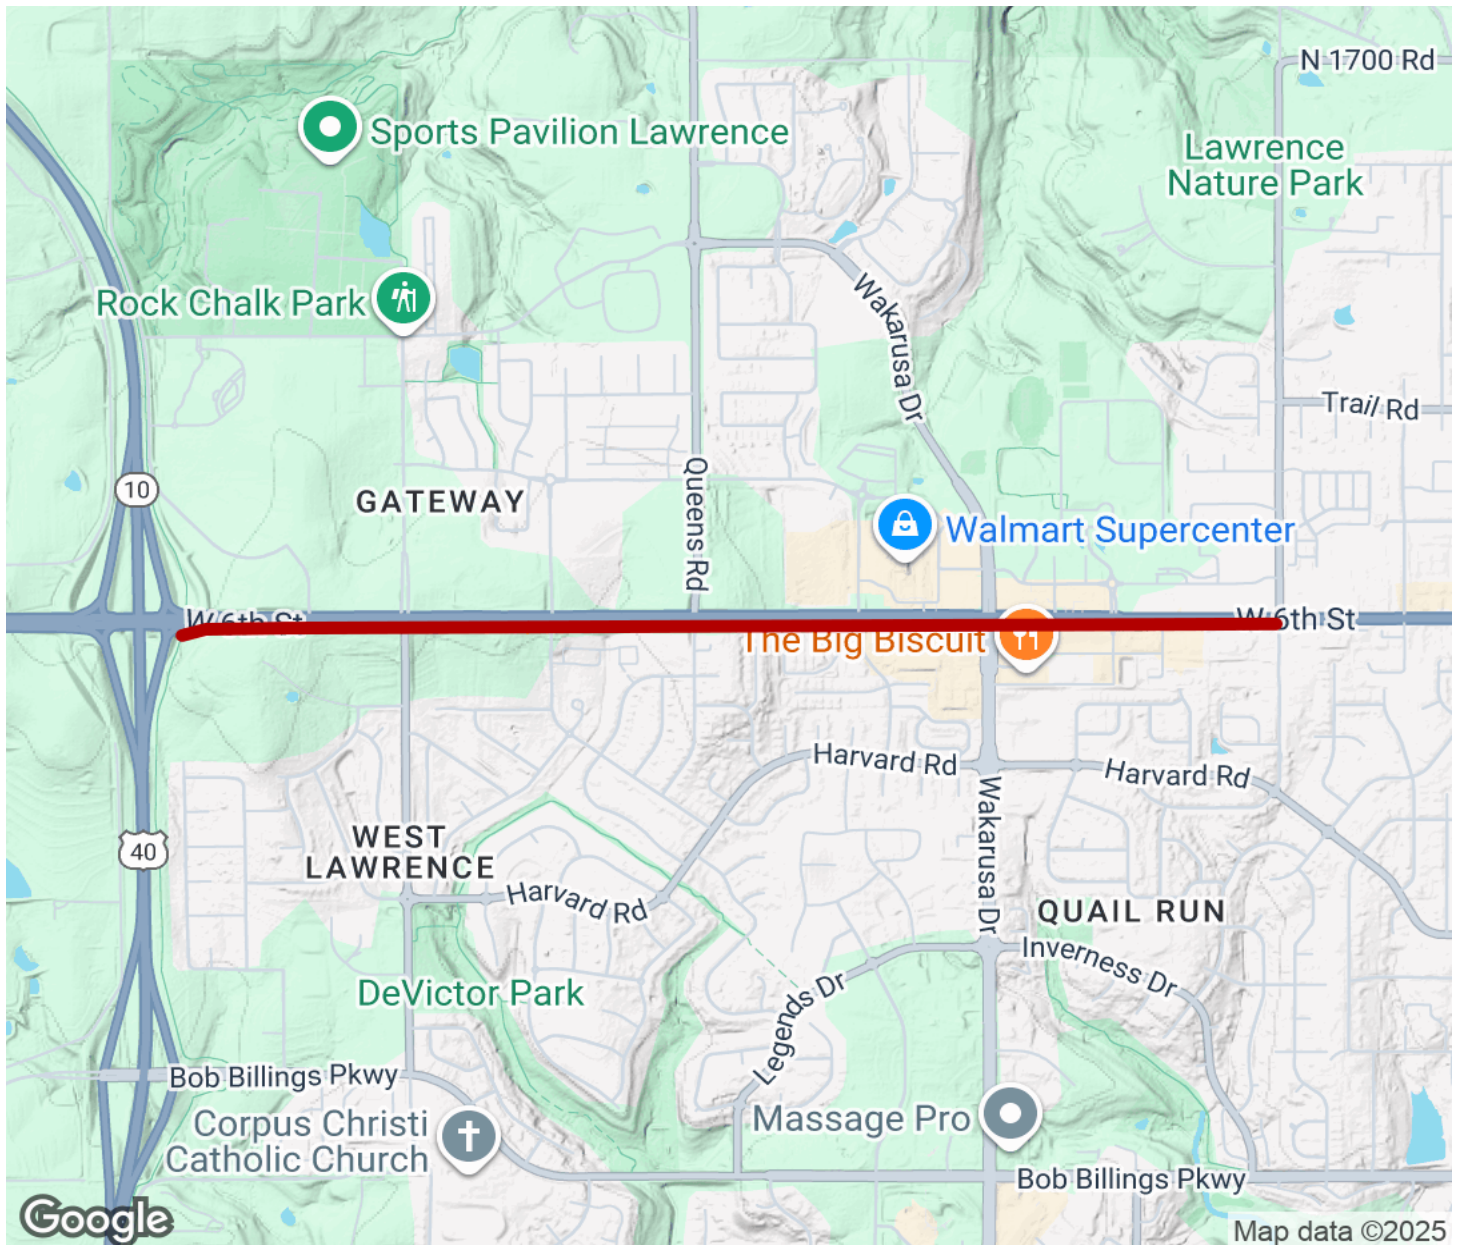 N 1700 Rd
Sports Pavilion Lawrence
Lawrence
Nature Park
Rock Chalk Park
Wakarusa Dr
Trail Rd
10
GATEWAY
Queens Rd
Walmart Supercenter
W 6th St
W 6th St
The Big Biscuit
Harvard Rd
Harvard Rd
Wakarusa Dr
WEST
LAWRENCE
40
Harvard Rd
QUAIL RUN
Inverness Dr
DeVictor Park
Legends Dr
Bob Billings Pkwy
Corpus Christi
Catholic Church
Massage Pro
Bob Billings Pkwy
Google
Map data ©2025